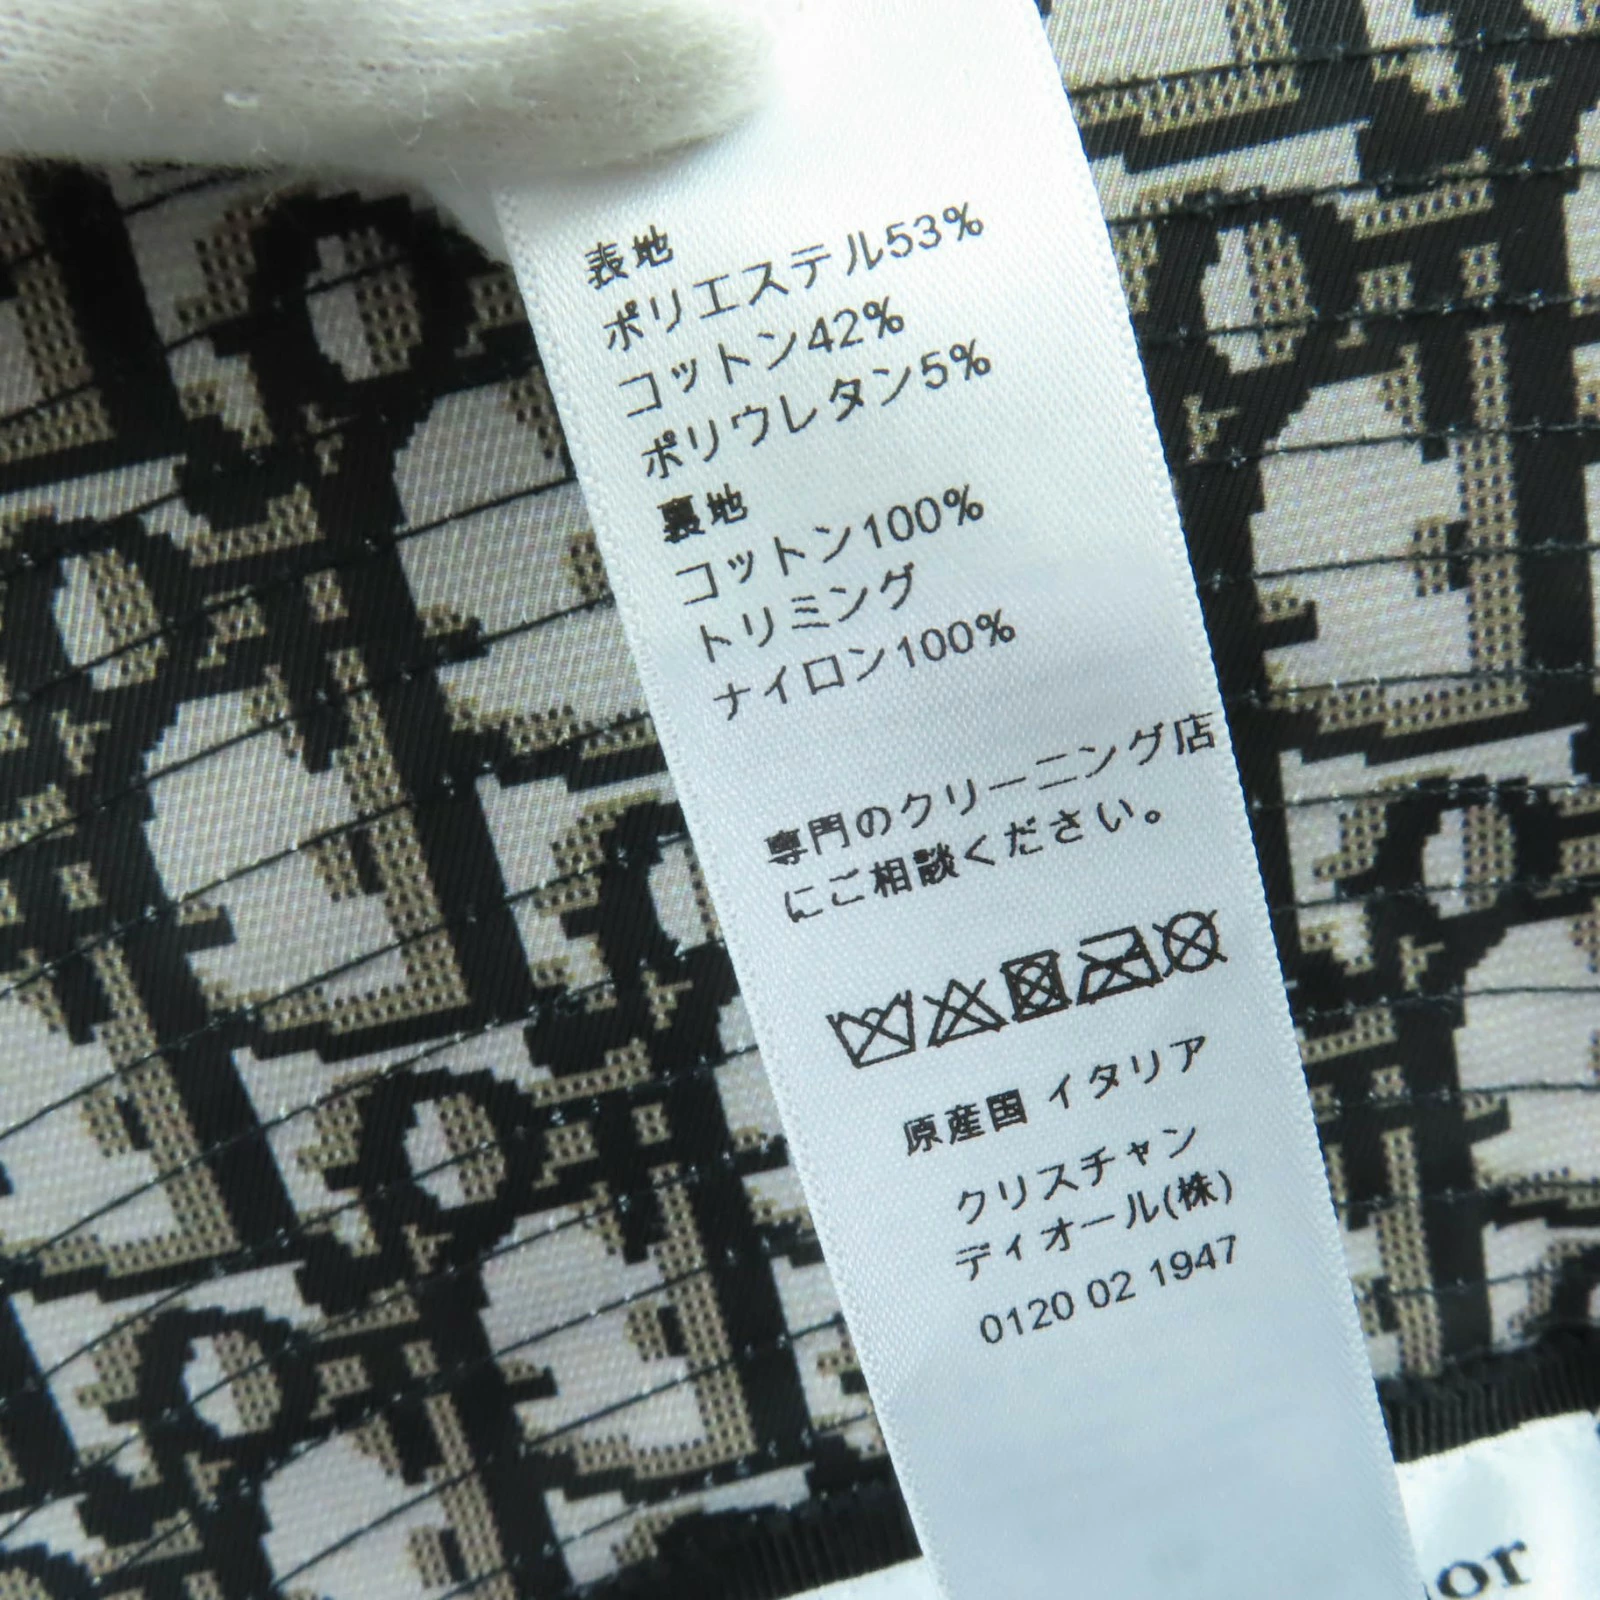 表地
ポリエステル53%
コットン42%
ポリウレタン5%
裏地
コットン100%
トリミング
ナイロン100%
専門のクリーニング店
にご相談ください。
原産国 イタリア
クリスチャン
ディオール(株)
0120 02 1947
or